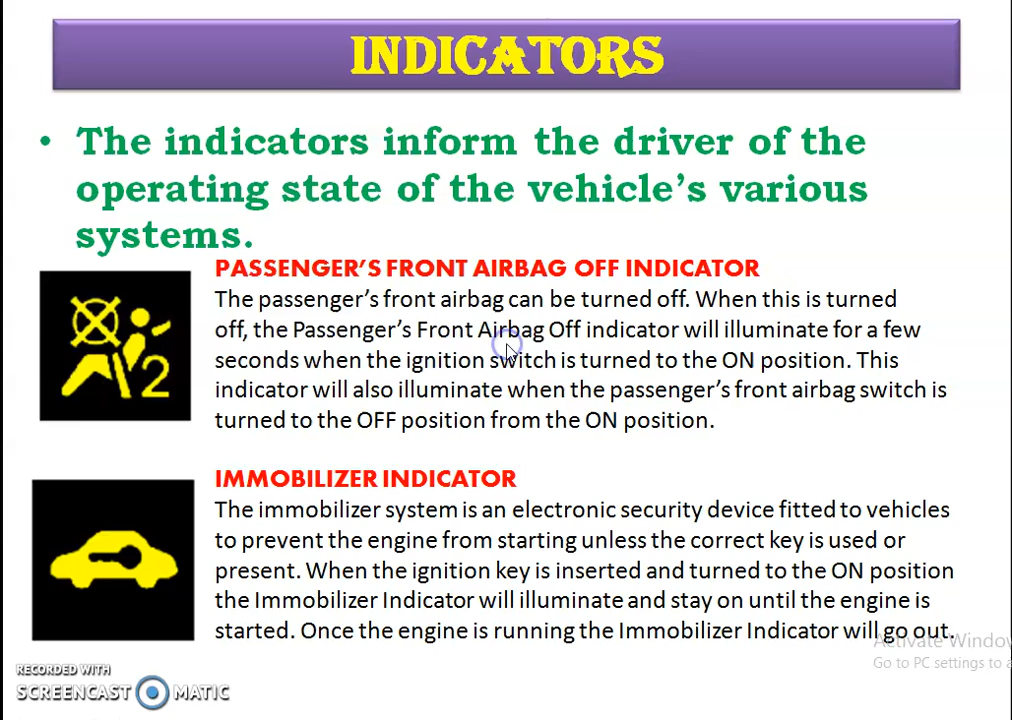 INDICATORS
• The indicators inform the driver of the
operating state of the vehicle’s various
systems.
PASSENGER’S FRONT AIRBAG OFF INDICATOR
The passenger’s front airbag can be turned off. When this is turned
off, the Passenger’s Front Airbag Off indicator will illuminate for a few
seconds when the ignition switch is turned to the ON position. This
indicator will also illuminate when the passenger’s front airbag switch is
turned to the OFF position from the ON position.
2
IMMOBILIZER INDICATOR
The immobilizer system is an electronic security device fitted to vehicles
to prevent the engine from starting unless the correct key is used or
present. When the ignition key is inserted and turned to the ON position
the Immobilizer Indicator will illuminate and stay on until the engine is
started. Once the engine is running the Immobilizer Indicator will go out.
Activate Window
Go to PC settings to a
RECORDED WITH
SCREENCAST MATIC